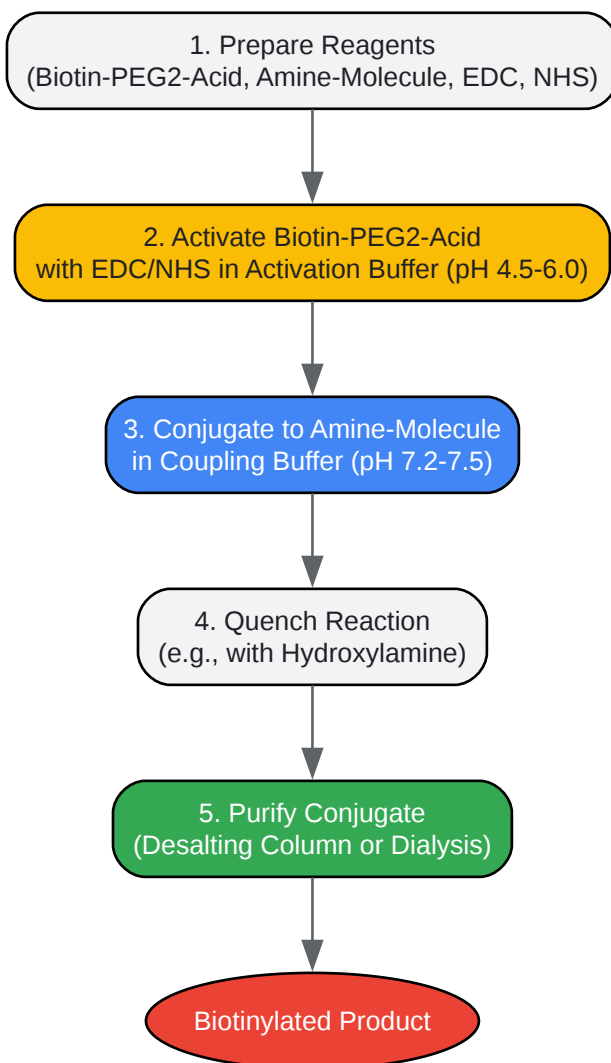 1. Prepare Reagents
(Biotin-PEG2-Acid, Amine-Molecule, EDC, NHS)
2. Activate Biotin-PEG2-Acid
with EDC/NHS in Activation Buffer (pH 4.5-6.0)
3. Conjugate to Amine-Molecule
in Coupling Buffer (pH 7.2-7.5)
4. Quench Reaction
(e.g., with Hydroxylamine)
5. Purify Conjugate
(Desalting Column or Dialysis)
Biotinylated Product